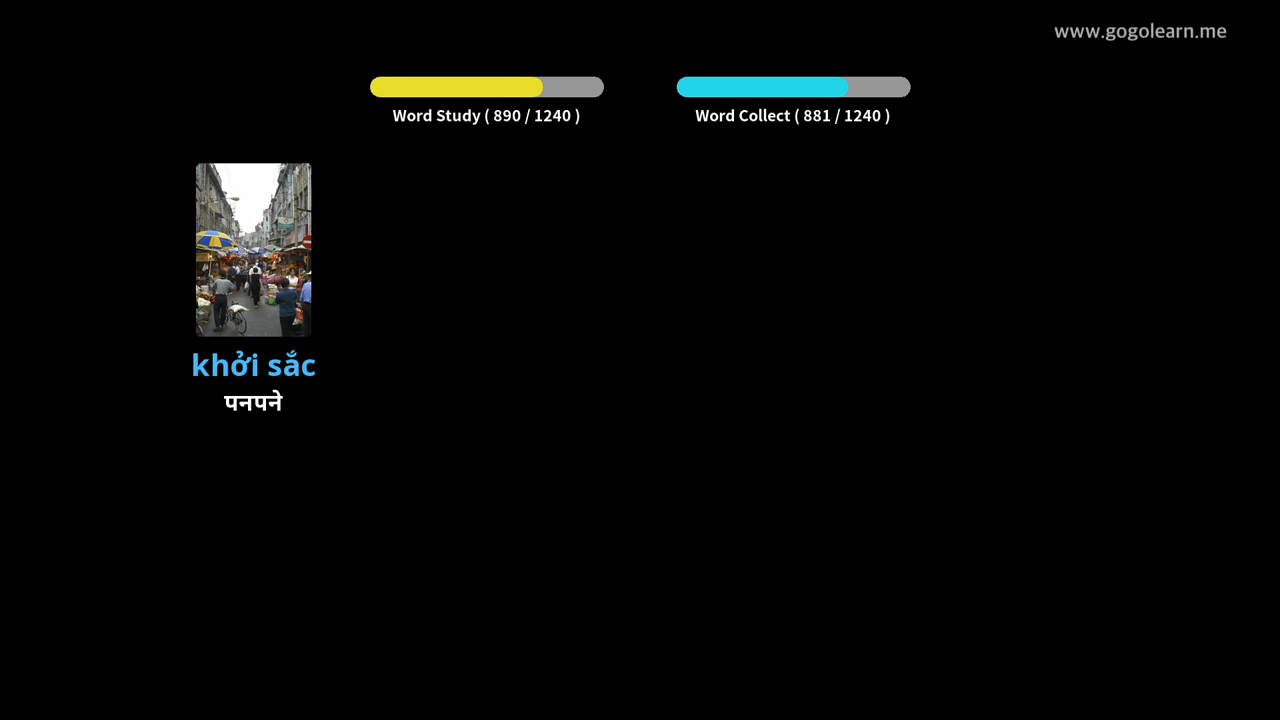 www.gogolearn.me
Word Study ( 890 / 1240 )
Word Collect ( 881 / 1240 )
khởi sắc
पनपने